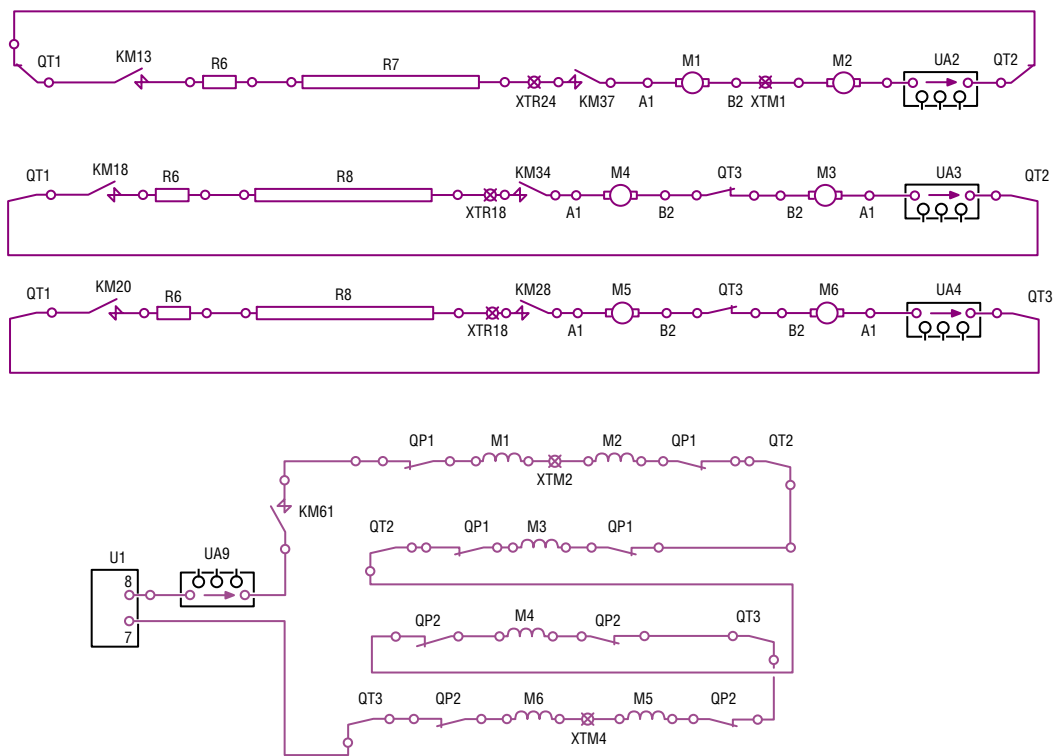 QT1 KM13 R6 R7 M1 M2 UA2 QT2
XTR24 KM37 A1 B2 XTM1
QT1 KM18 R6 R8 KM34 M4 QT3 M3 UA3 QT2
XTR18 A1 B2 B2 A1
QT1 KM20 R6 R8 KM28 M5 QT3 M6 UA4 QT3
XTR18 A1 B2 B2 A1
QP1 M1 M2 QP1 QT2
XTM2
KM61
QT2 QP1 M3 QP1
U1 UA9
8
7
QP2 M4 QP2 QT3
QT3 QP2 M6 M5 QP2
XTM4